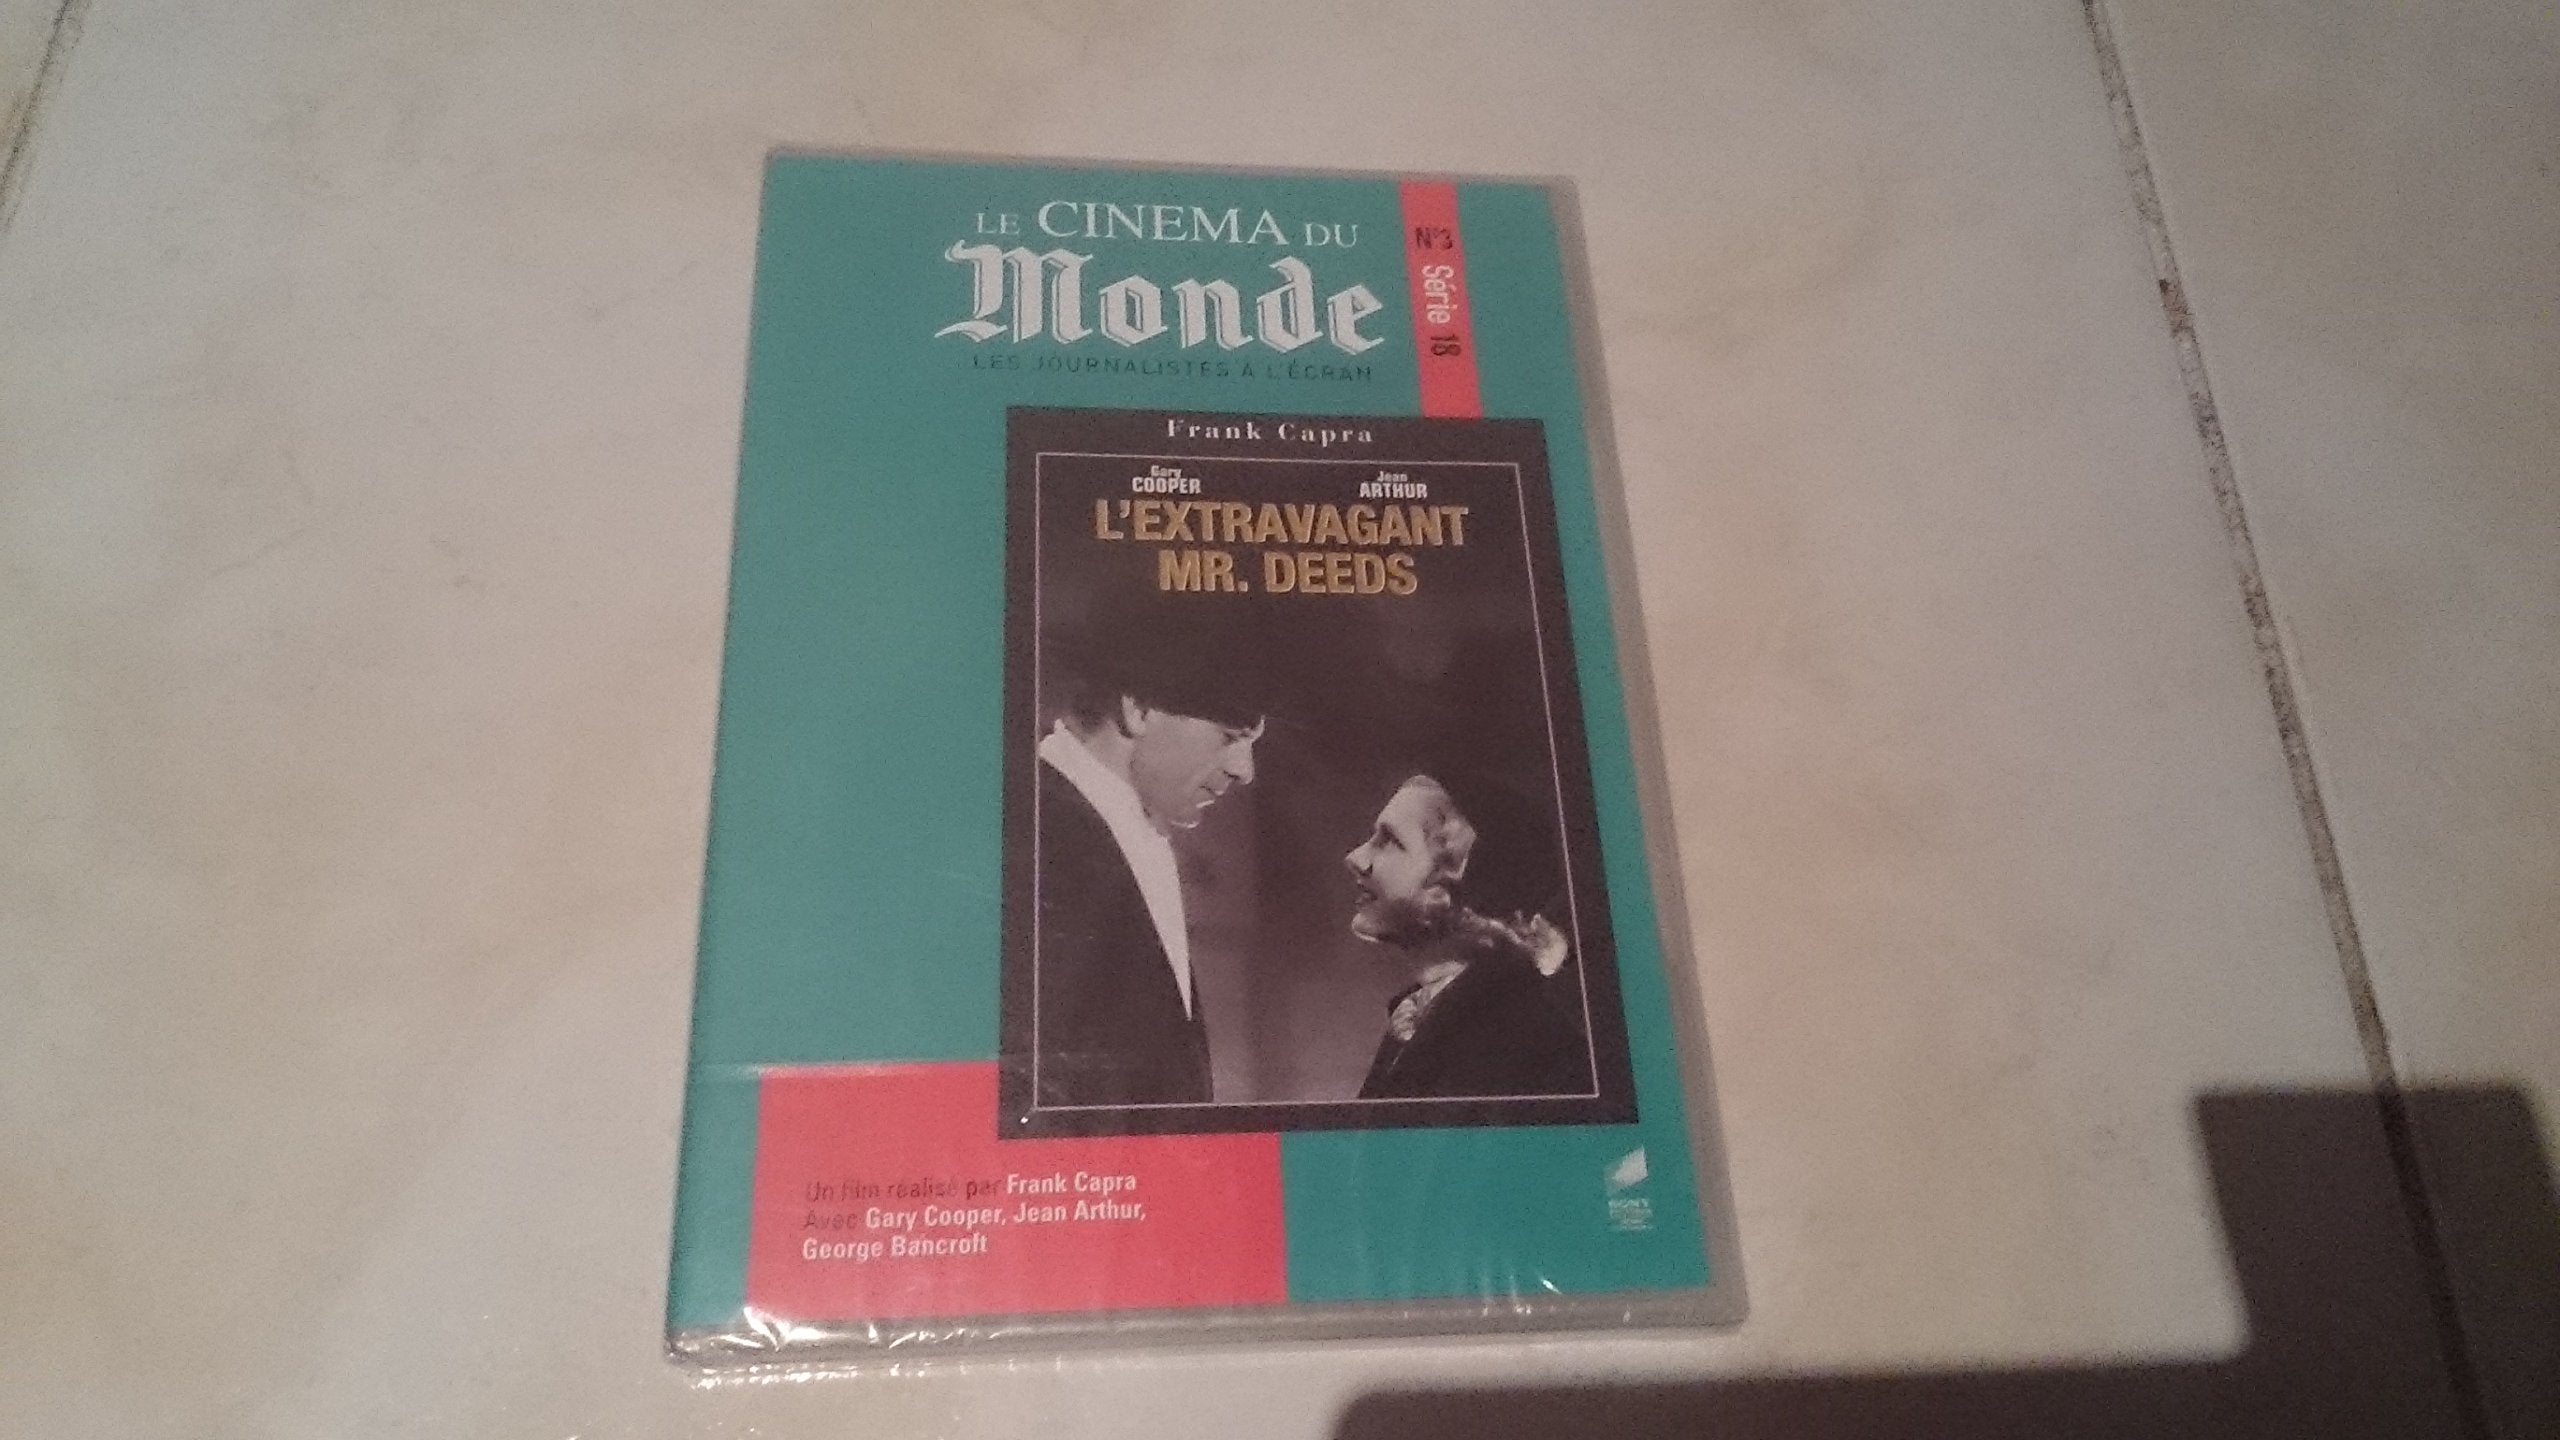 LE CINEMA DU
Monde
LES JOURNALISTES À L'ÉCRAN
N°3 Série 18
Frank Capra
Gary
COOPER
Jean
ARTHUR
L'EXTRAVAGANT
MR. DEEDS
Un film réalisé par Frank Capra
Avec Gary Cooper, Jean Arthur,
George Bancroft
SONY